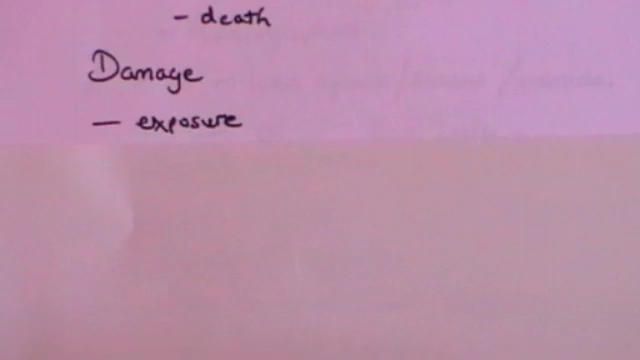 - death
Damage
— exposure